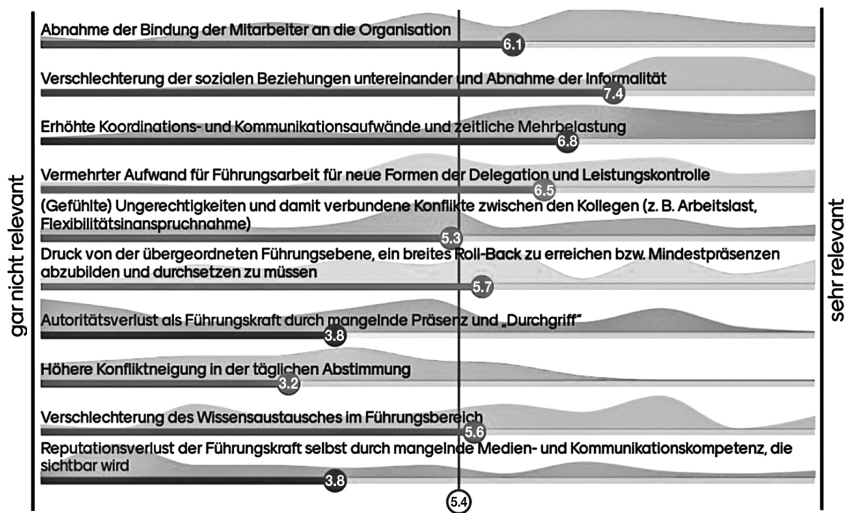 Abnahme der Bindung der Mitarbeiter an die Organisation
6.1
Verschlechterung der sozialen Beziehungen untereinander und Abnahme der Informalität
7.4
Erhöhte Koordinations- und Kommunikationsaufwände und zeitliche Mehrbelastung
6.8
Vermehrter Aufwand für Führungsarbeit für neue Formen der Delegation und Leistungskontrolle
6.5
(Gefühlte) Ungerechtigkeiten und damit verbundene Konflikte zwischen den Kollegen (z. B. Arbeitslast,
Flexibilitätsinanspruchnahme)
5.3
Druck von der übergeordneten Führungsebene, ein breites Roll-Back zu erreichen bzw. Mindestpräsenzen
abzubilden und durchsetzen zu müssen
5.7
Autoritätsverlust als Führungskraft durch mangelnde Präsenz und „Durchgriff“
3.8
Höhere Konfliktneigung in der täglichen Abstimmung
3.2
Verschlechterung des Wissensaustausches im Führungsbereich
5.6
Reputationsverlust der Führungskraft selbst durch mangelnde Medien- und Kommunikationskompetenz, die
sichtbar wird
3.8
5.4
gar nicht relevant
sehr relevant